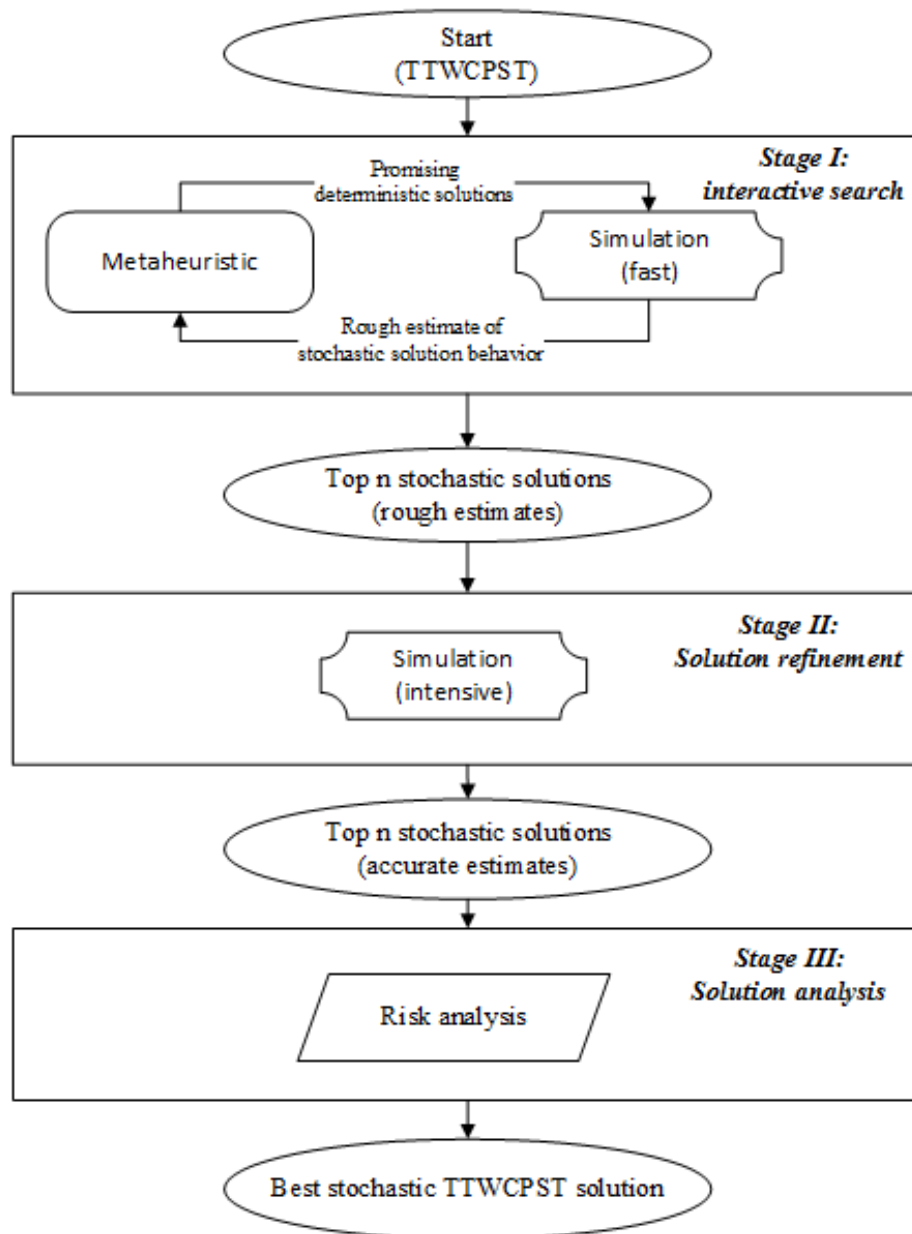 Start
(TTWCPST)
Stage I:
interactive search
Promising
deterministic solutions
Metaheuristic
Simulation
(fast)
Rough estimate of
stochastic solution behavior
Top n stochastic solutions
(rough estimates)
Stage II:
Solution refinement
Simulation
(intensive)
Top n stochastic solutions
(accurate estimates)
Stage III:
Solution analysis
Risk analysis
Best stochastic TTWCPST solution